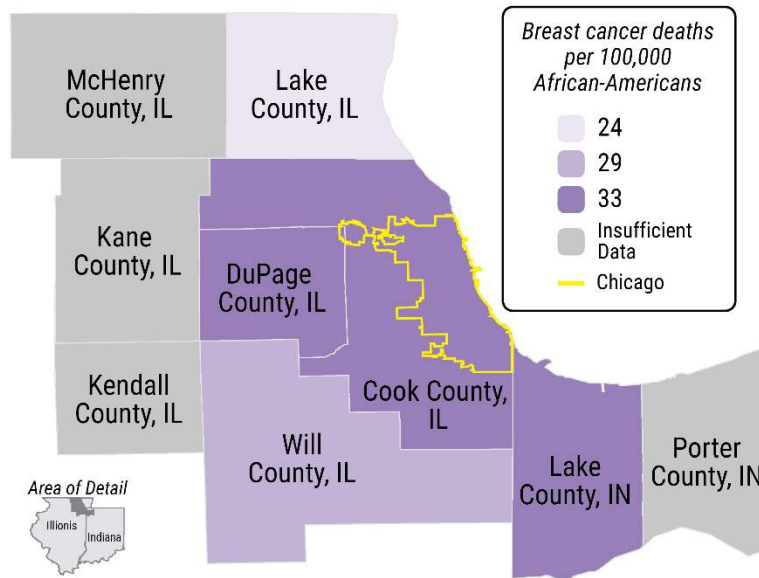 Breast cancer deaths
per 100,000
African-Americans
24
29
33
Insufficient
Data
Chicago
McHenry
County, IL
Lake
County, IL
Kane
County, IL
DuPage
County, IL
Kendall
County, IL
Cook County,
IL
Will
County, IL
Lake
County, IN
Porter
County, IN
Area of Detail
Illionis
Indiana